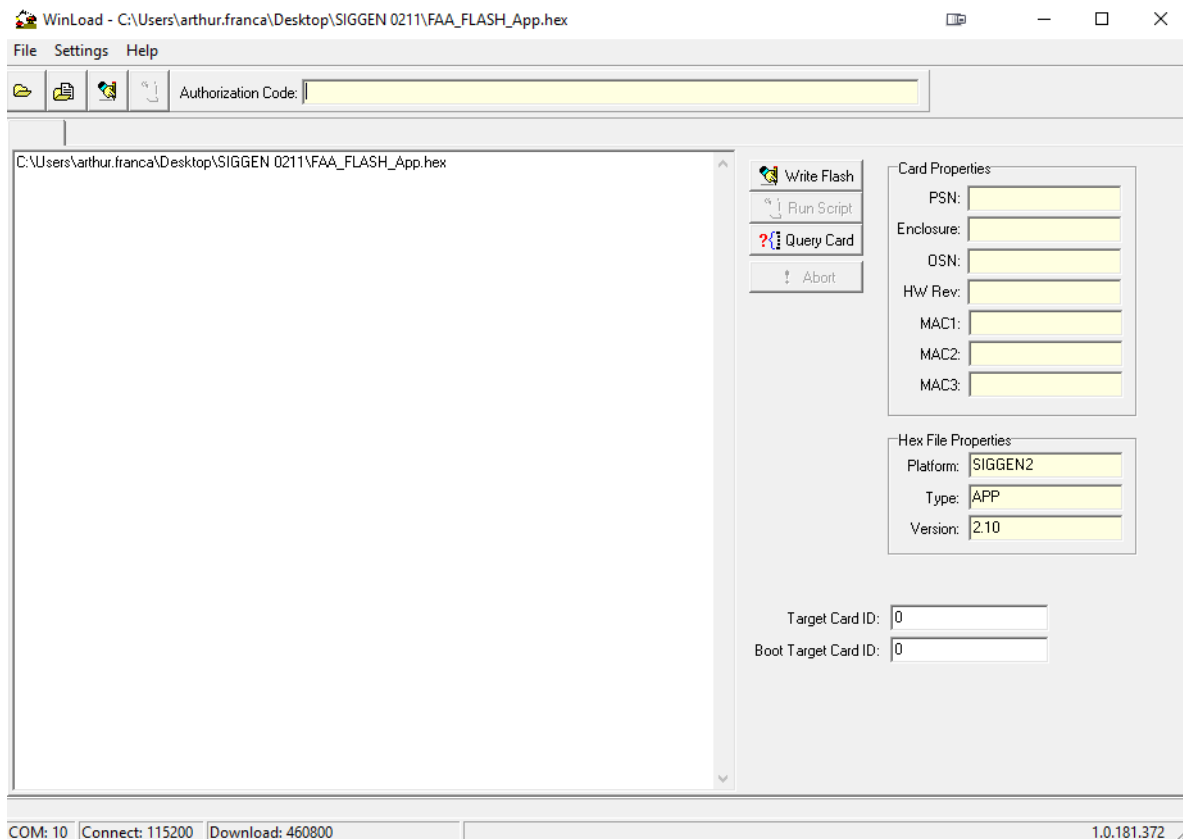 WinLoad - C:\Users\arthur.franca\Desktop\SIGGEN 0211\FAA_FLASH_App.hex
File Settings Help
Authorization Code:
C:\Users\arthur.franca\Desktop\SIGGEN 0211\FAA_FLASH_App.hex
Write Flash
Run Script
?{ Query Card
! Abort
Card Properties
PSN:
Enclosure:
OSN:
HW Rev:
MAC1:
MAC2:
MAC3:
Hex File Properties
Platform: SIGGEN2
Type: APP
Version: 2.10
Target Card ID: 0
Boot Target Card ID: 0
COM: 10 Connect: 115200 Download: 460800 1.0.181.372